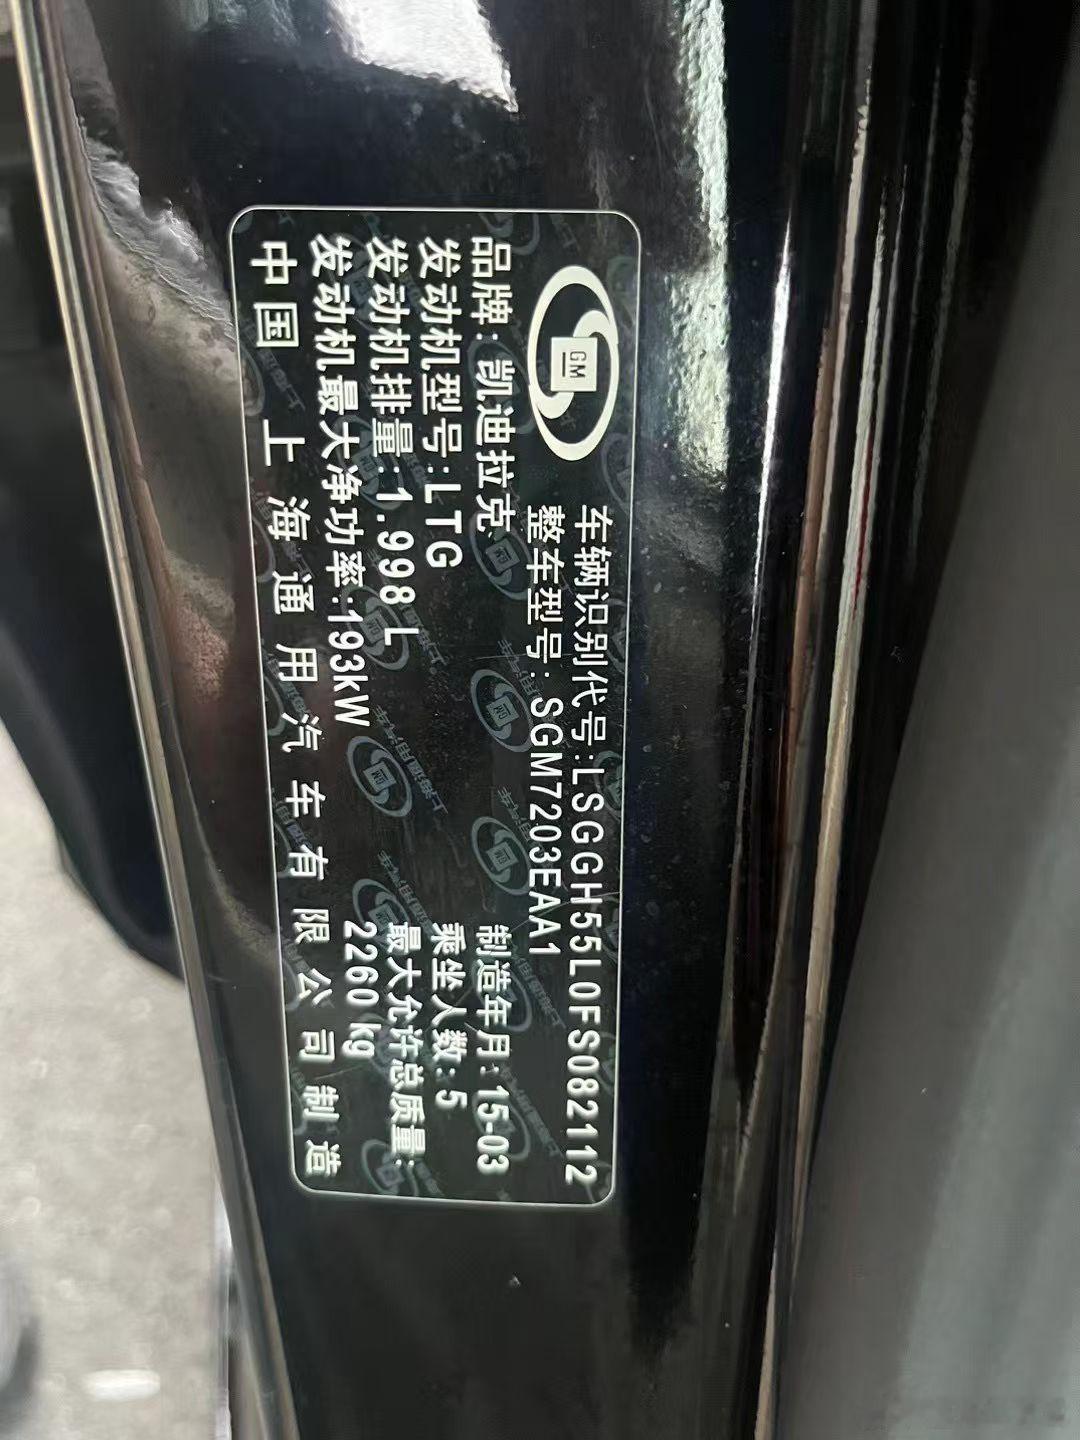 GM
车辆识别代号:LSGGH55L0FS082112
整车型号:SGM7203EAA1
品牌:凯迪拉克
制造年月:15-03
发动机型号:LTG
乘坐人数:5
发动机排量:1.998L
最大允许总质量:
2260kg
发动机最大净功率:193kW
中国上海通用汽车有限公司制造